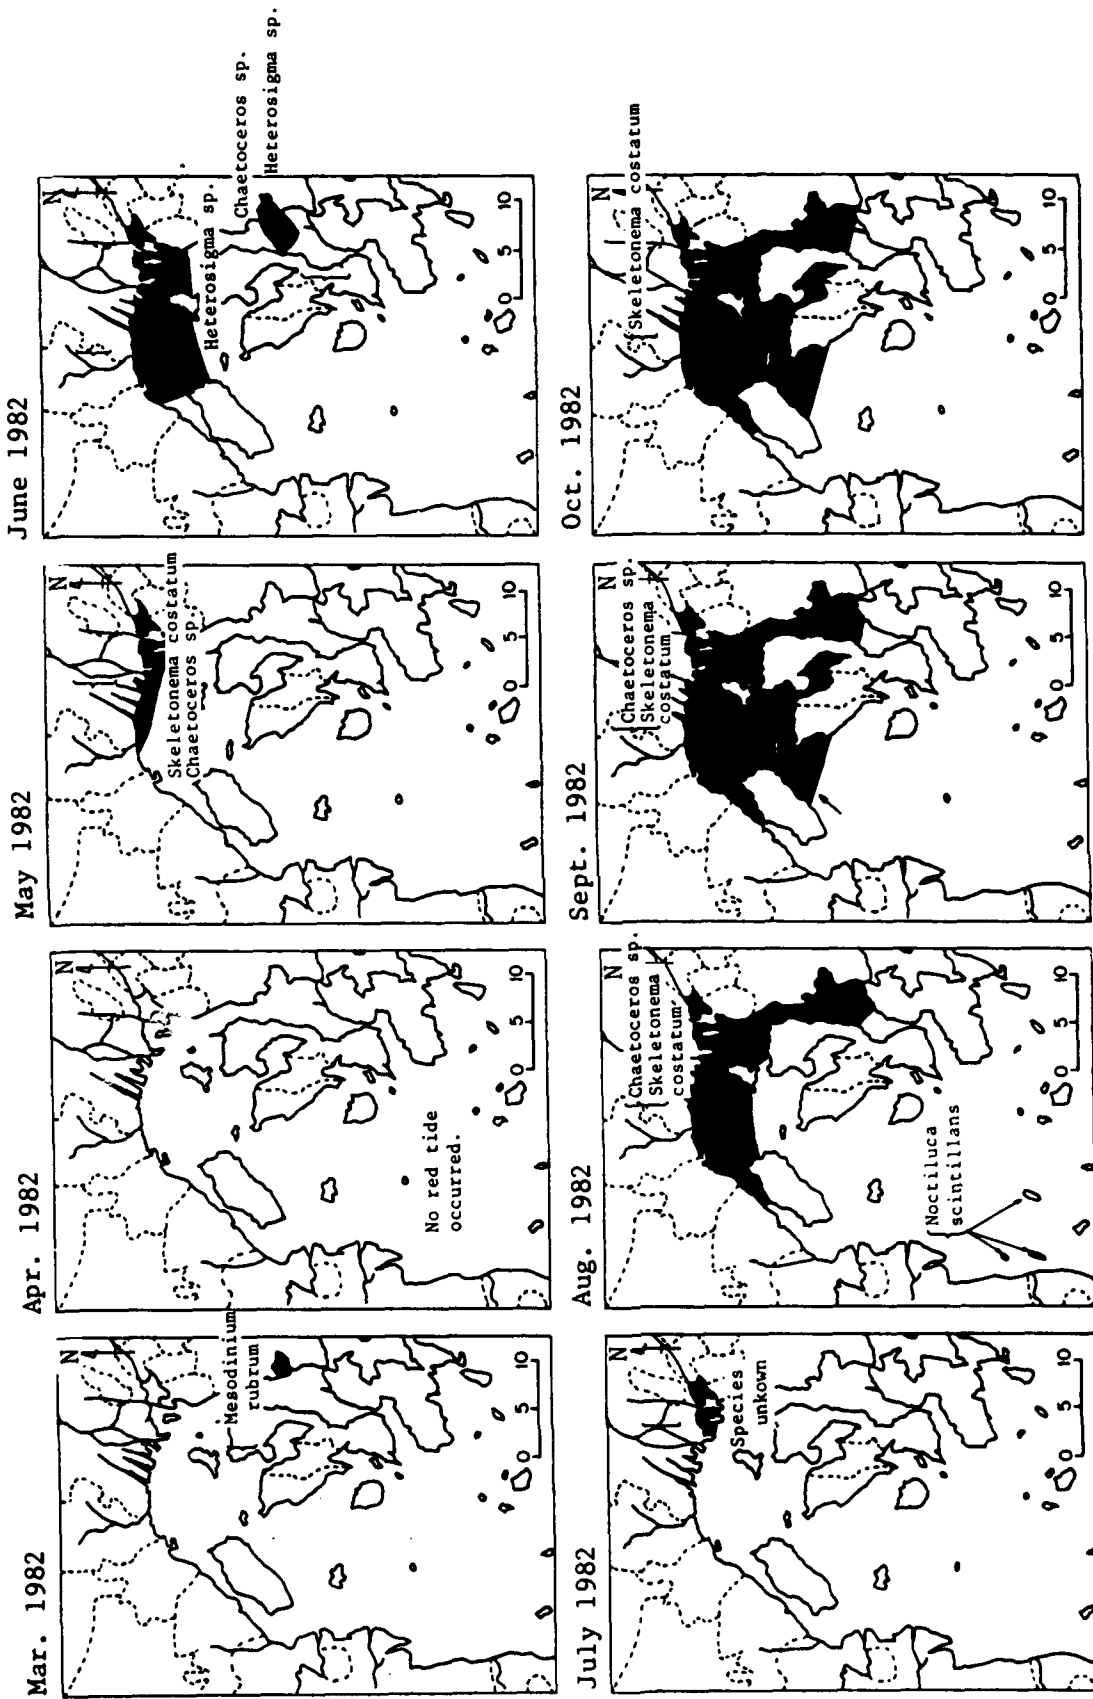 Mar. 1982
N
Mesodinium
rubrum
0 5 10
Apr. 1982
N
No red tide
occurred.
0 5 10
May 1982
N
Skeletonema costatum
Chaetoceros sp.
0 5 10
June 1982
N
Heterosigma sp.
Chaetoceros sp.
Heterosigma sp.
0 5 10
July 1982
N
Species
unkown
0 5 10
Aug. 1982
N
Chaetoceros sp.
Skeletonema
costatum
Noctiluca
scintillans
0 5 10
Sept. 1982
N
Chaetoceros sp.
Skeletonema
costatum
0 5 10
Oct. 1982
N
Skeletonema costatum
0 5 10